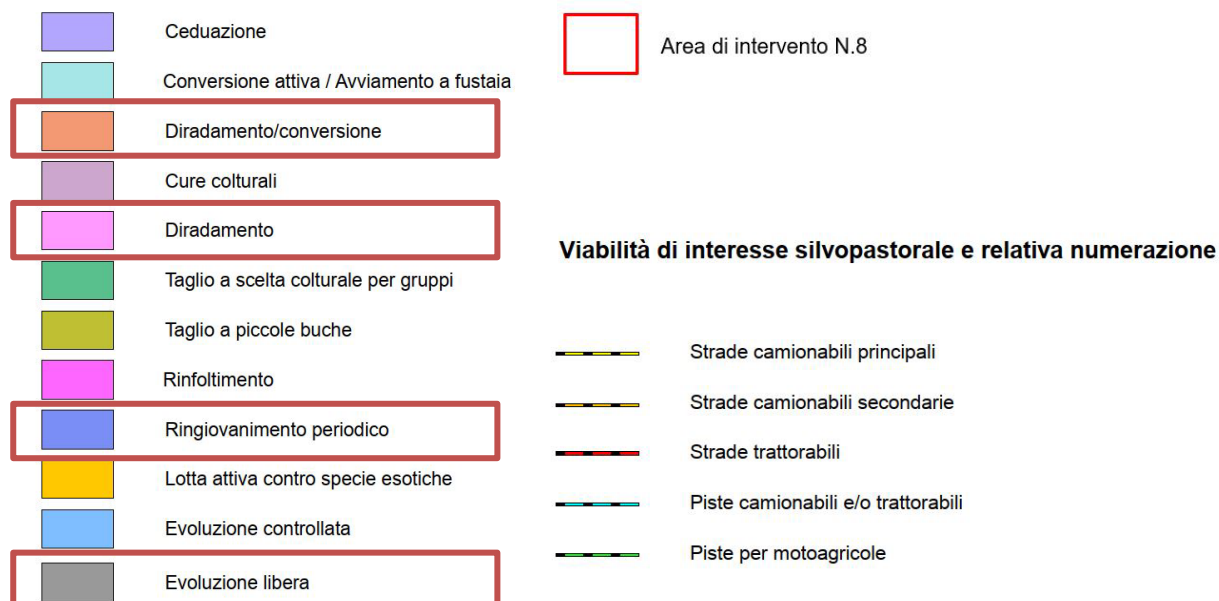 Ceduazione
Conversione attiva / Avviamento a fustaia
Diradamento/conversione
Cure colturali
Diradamento
Taglio a scelta colturale per gruppi
Taglio a piccole buche
Rinfoltimento
Ringiovanimento periodico
Lotta attiva contro specie esotiche
Evoluzione controllata
Evoluzione libera
Area di intervento N.8
Viabilità di interesse silvopastorale e relativa numerazione
Strade camionabili principali
Strade camionabili secondarie
Strade trattorabili
Piste camionabili e/o trattorabili
Piste per motoagricole